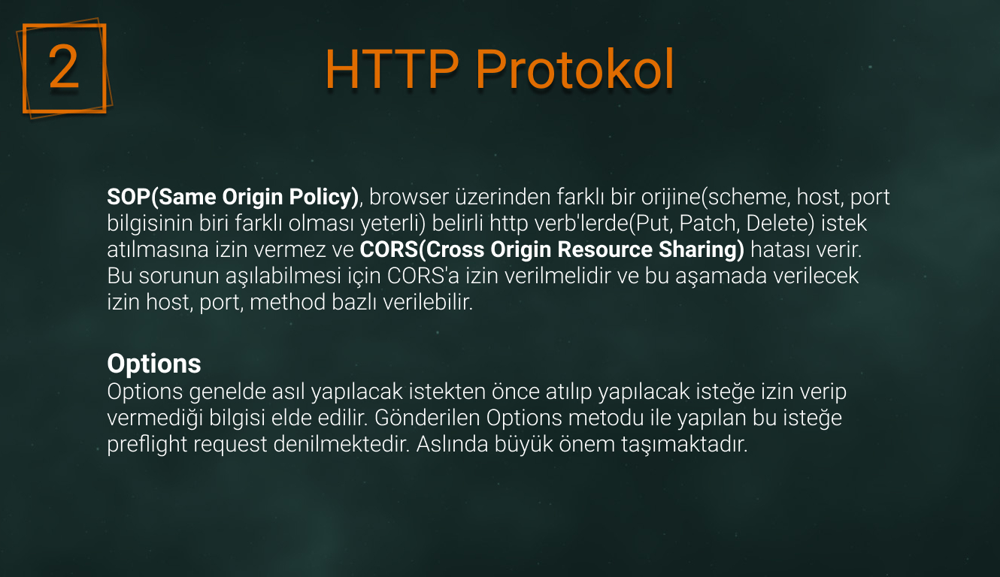 2
HTTP Protokol
SOP(Same Origin Policy), browser üzerinden farklı bir orijine(scheme, host, port
bilgisinin biri farklı olması yeterli) belirli http verb'lerde(Put, Patch, Delete) istek
atılmasına izin vermez ve CORS(Cross Origin Resource Sharing) hatası verir.
Bu sorunun aşılabilmesi için CORS'a izin verilmelidir ve bu aşamada verilecek
izin host, port, method bazlı verilebilir.
Options
Options genelde asıl yapılacak istekten önce atılıp yapılacak isteğe izin verip
vermediği bilgisi elde edilir. Gönderilen Options metodu ile yapılan bu isteğe
preflight request denilmektedir. Aslında büyük önem taşımaktadır.